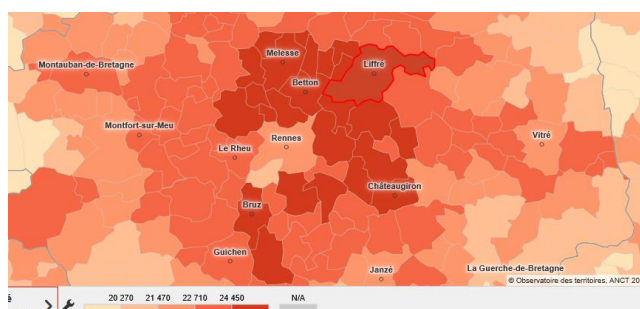 Melesse
Montauban-de-Bretagne
Liffré
Betton
Montfort-sur-Meu
Rennes
Vitré
Le Rheu
Châteaugiron
Bruz
Guichen
Janzé
La Guerche-de-Bretagne
© Observatoire des territoires, ANCT 20
é
20 270 21 470 22 710 24 450 N/A